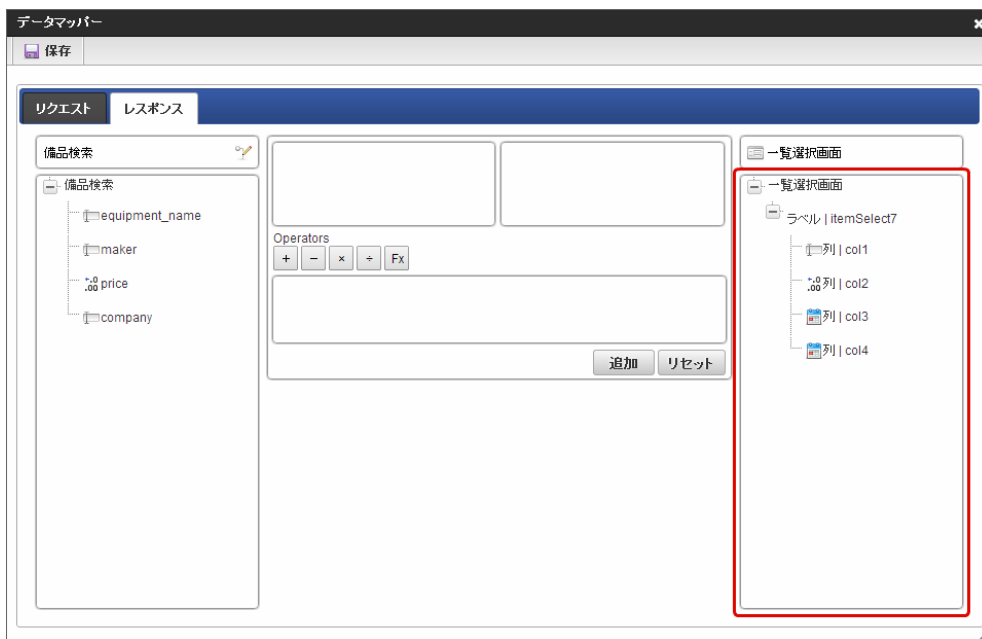 データマッパー
保存
リクエスト
レスポンス
備品検索
備品検索
equipment_name
maker
price
company
Operators
+ − × ÷ Fx
追加 リセット
一覧選択画面
一覧選択画面
ラベル | itemSelect7
列 | col1
列 | col2
列 | col3
列 | col4